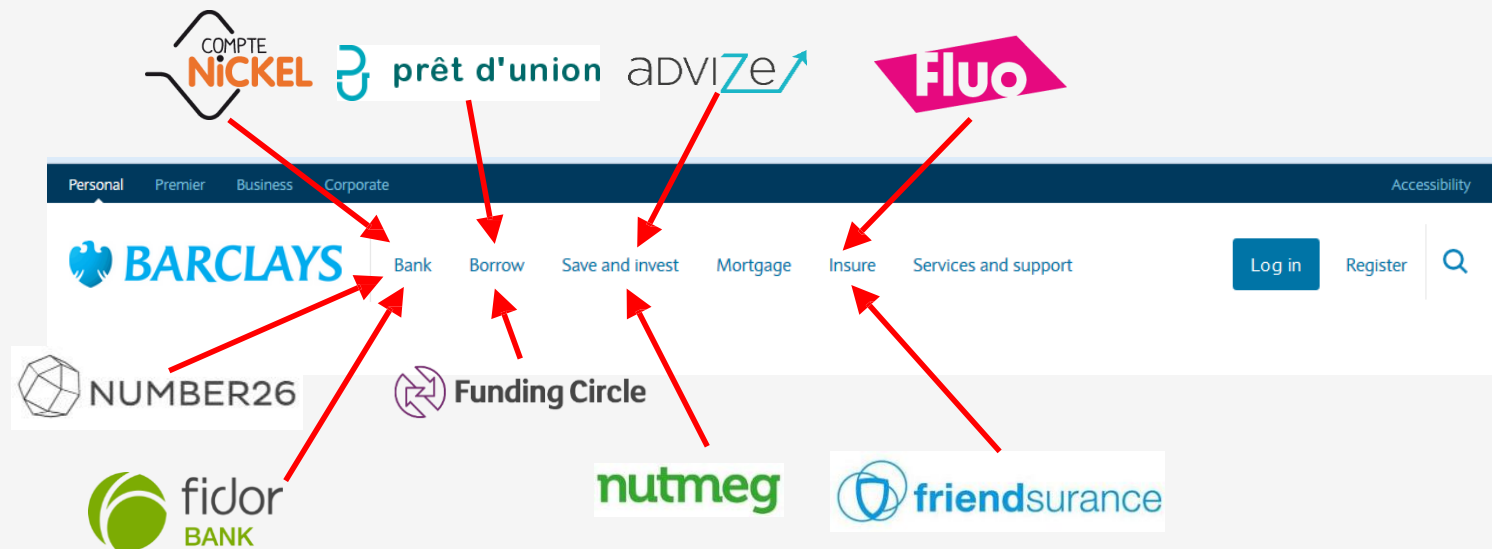 COMPTE
NiCKEL
prêt d'union
aDVIZe
Fluo
Personal Premier Business Corporate Accessibility
BARCLAYS Bank Borrow Save and invest Mortgage Insure Services and support Log in Register
NUMBER26
Funding Circle
fidor
BANK
nutmeg
friendsurance